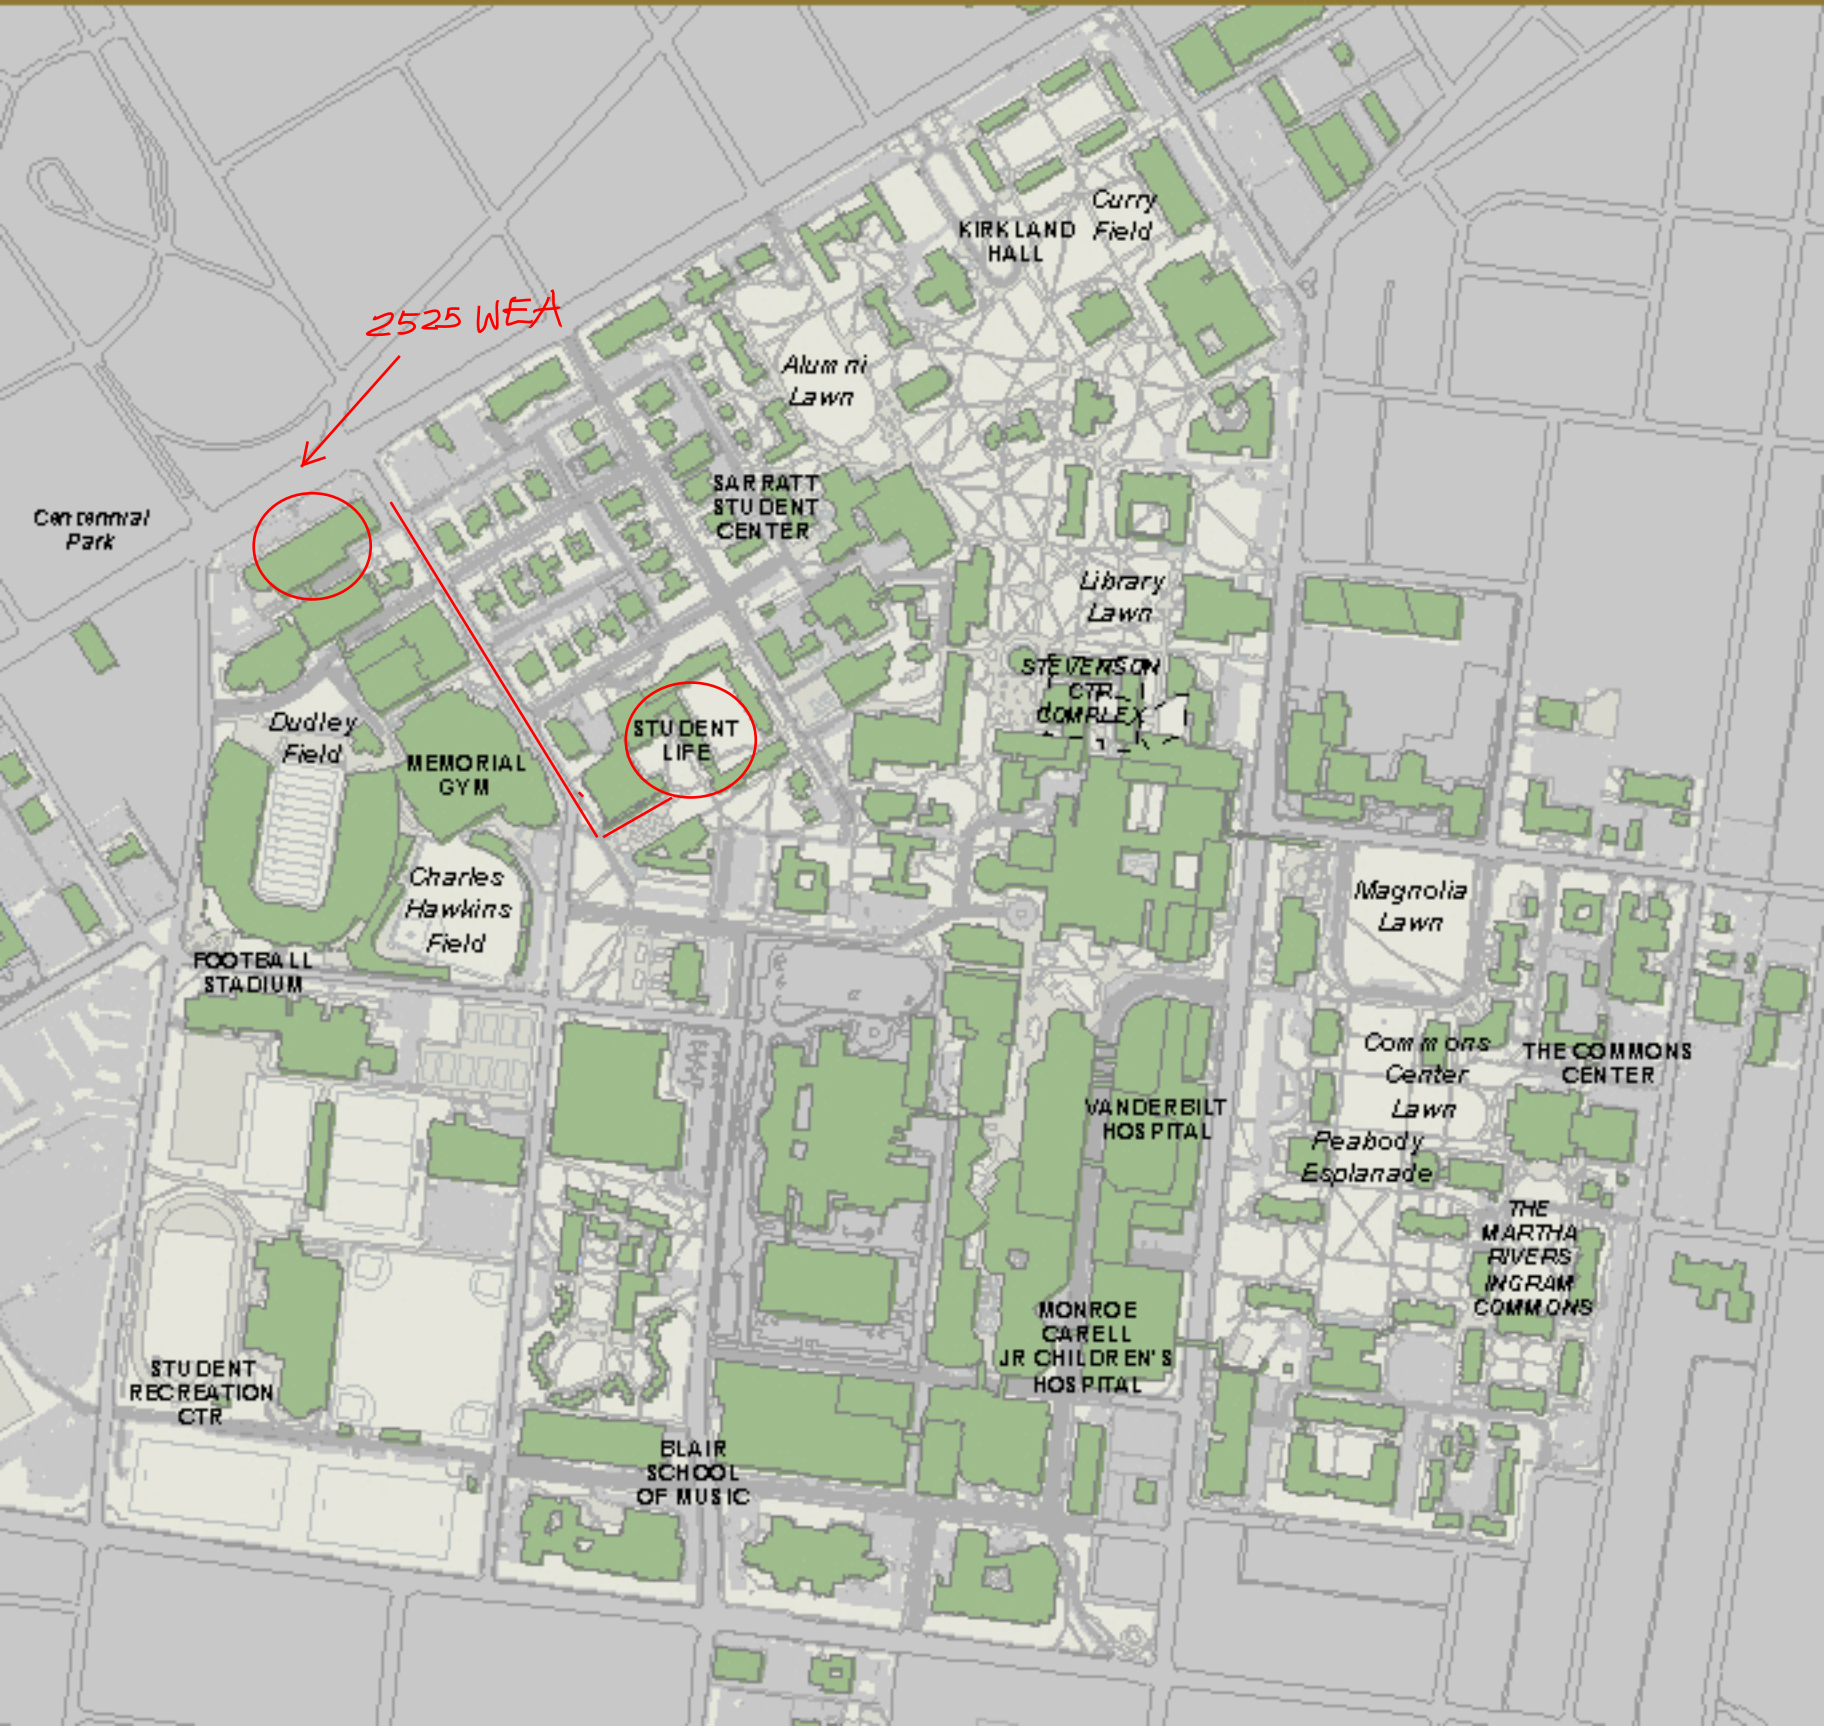 Curry
Field
KIRKLAND
HALL
2525 WEA
Alumni
Lawn
SARRATT
STUDENT
CENTER
Centennial
Park
Library
Lawn
STEVENSON
CTR
COMPLEX
Dudley
Field
STUDENT
LIFE
MEMORIAL
GYM
Charles
Hawkins
Field
Magnolia
Lawn
FOOTBALL
STADIUM
Commons
Center
Lawn
THE COMMONS
CENTER
VANDERBILT
HOSPITAL
Peabody
Esplanade
THE
MARTHA
RIVERS
INGRAM
COMMONS
MONROE
CARELL
JR CHILDREN'S
HOSPITAL
STUDENT
RECREATION
CTR
BLAIR
SCHOOL
OF MUSIC